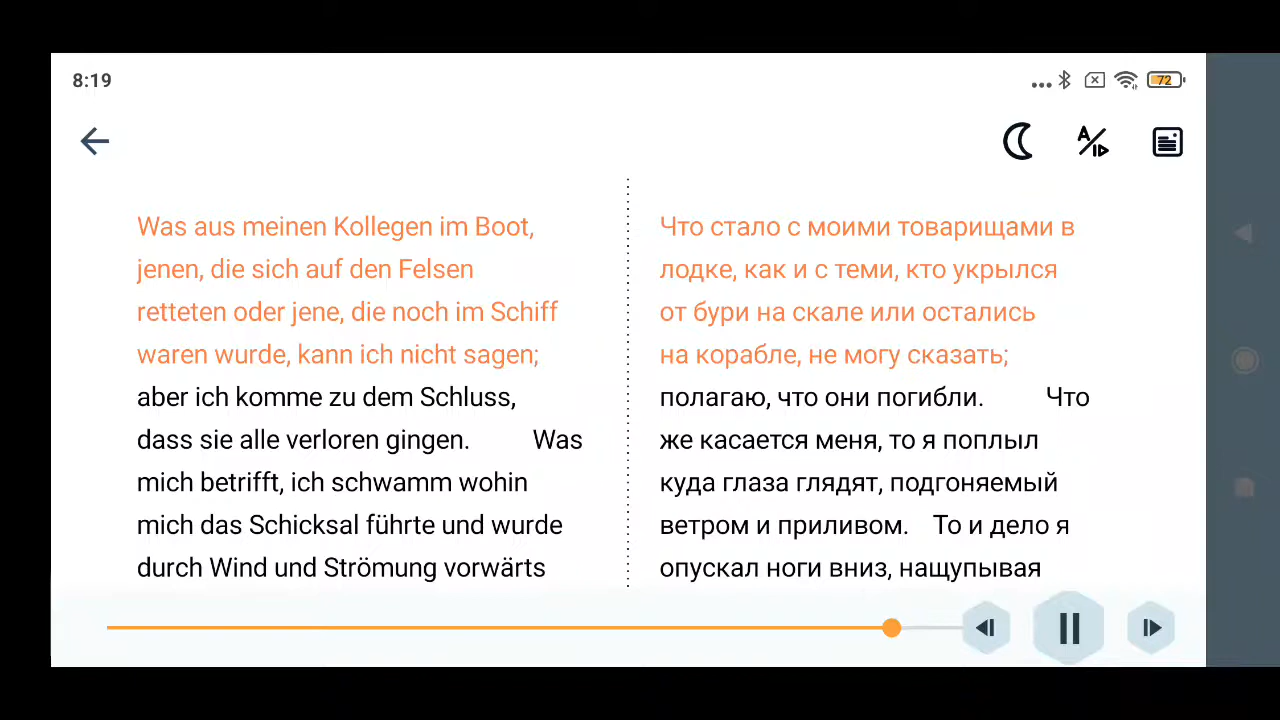 8:19
72
Was aus meinen Kollegen im Boot,
jenen, die sich auf den Felsen
retteten oder jene, die noch im Schiff
waren wurde, kann ich nicht sagen;
aber ich komme zu dem Schluss,
dass sie alle verloren gingen. Was
mich betrifft, ich schwamm wohin
mich das Schicksal führte und wurde
durch Wind und Strömung vorwärts
Что стало с моими товарищами в
лодке, как и с теми, кто укрылся
от бури на скале или остались
на корабле, не могу сказать;
полагаю, что они погибли. Что
же касается меня, то я поплыл
куда глаза глядят, подгоняемый
ветром и приливом. То и дело я
опускал ноги вниз, нащупывая